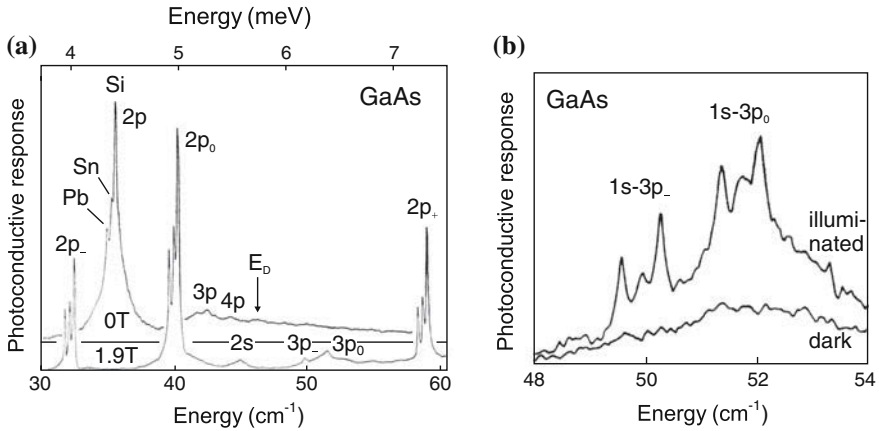 (a)
Energy (meV)
4 5 6 7
Photoconductive response
GaAs
Si
2p
Sn
Pb
2p₀
2p₋
2p₊
E_D
3p
4p
0T
1.9T
2s
3p₋
3p₀
30 40 50 60
Energy (cm⁻¹)
(b)
Photoconductive response
GaAs
1s-3p₀
1s-3p₋
illumi-
nated
dark
48 50 52 54
Energy (cm⁻¹)